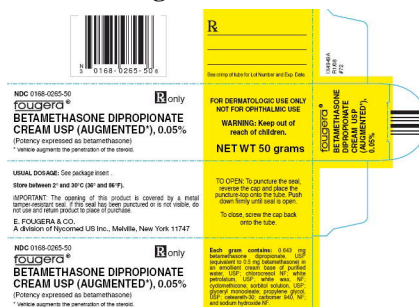 N 3 0168-0265-50 8
Rx
See crimp of tube for Lot Number and Exp. Date
I34949A
R1/68
#72
NDC 0168-0265-50
fougera®
Rx only
BETAMETHASONE DIPROPIONATE
CREAM USP (AUGMENTED*), 0.05%
(Potency expressed as betamethasone)
* Vehicle augments the penetration of the steroid.
FOR DERMATOLOGIC USE ONLY
NOT FOR OPHTHALMIC USE
WARNING: Keep out of
reach of children.
NET WT 50 grams
fougera®
BETAMETHASONE
DIPROPIONATE
CREAM USP
(AUGMENTED*),
0.05%
USUAL DOSAGE: See package insert .
Store between 2° and 30°C (36° and 86°F).
IMPORTANT: The opening of this product is covered by a metal
tamper-resistant seal. If this seal has been punctured or is not visible, do
not use and return product to place of purchase.
E. FOUGERA & CO.
A division of Nycomed US Inc., Melville, New York 11747
TO OPEN: To puncture the seal,
reverse the cap and place the
puncture-top onto the tube. Push
down firmly until seal is open.
To close, screw the cap back
onto the tube.
NDC 0168-0265-50
fougera®
Rx only
BETAMETHASONE DIPROPIONATE
CREAM USP (AUGMENTED*), 0.05%
(Potency expressed as betamethasone)
* Vehicle augments the penetration of the steroid.
Each gram contains: 0.643 mg
betamethasone dipropionate, USP
(equivalent to 0.5 mg betamethasone) in
an emollient cream base of purified
water, USP; chlorocresol NF; white
petrolatum, USP; white wax, NF;
cyclomethicone; sorbitol solution, USP;
glyceryl monooleate; propylene glycol,
USP; ceteareth-30; carbomer 940, NF;
and sodium hydroxide NF.